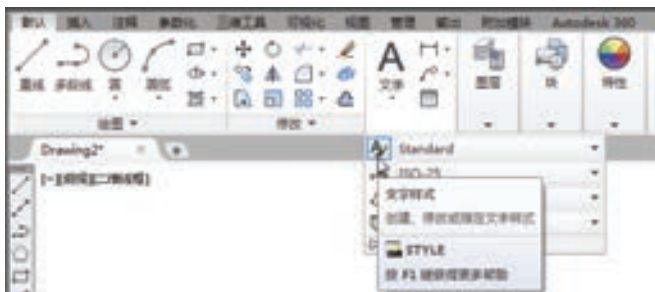 默认 插入 注释 参数化 三维工具 可视化 视图 管理 输出 附加模块 Autodesk 360
直线 多段线 圆 圆弧 文字 图层 块 特性
绘图 修改
Drawing2*
Standard
[-][俯视][二维线框]
ISO-25
文字样式
创建、修改或指定文字样式
STYLE
按 F1 键获得更多帮助